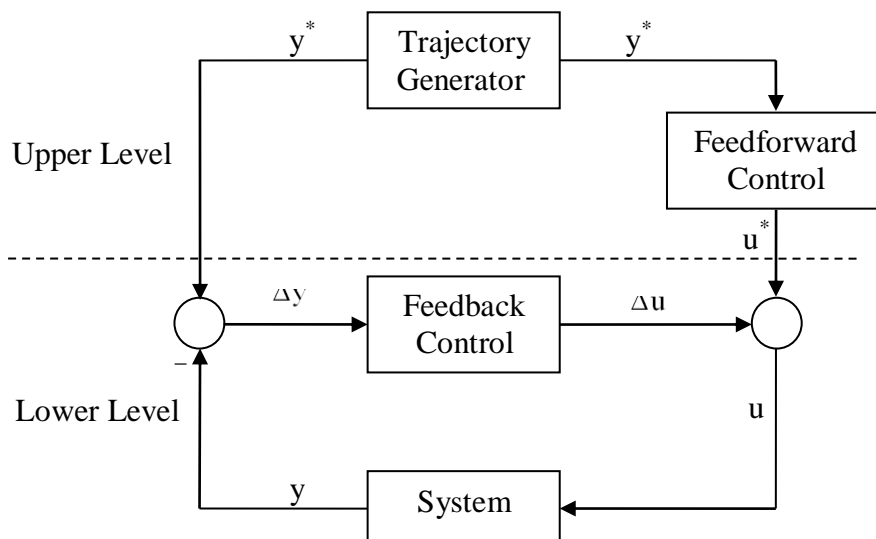 y* Trajectory y*
Generator
Upper Level
Feedforward
Control
u*
Δy
Feedback
Control
Δu
−
Lower Level
u
y
System